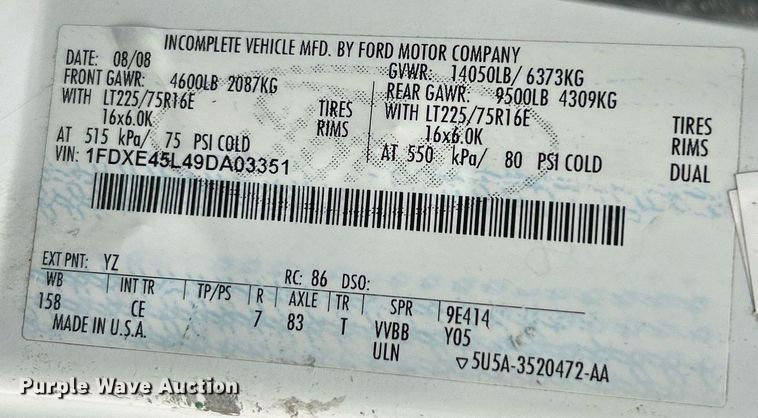 INCOMPLETE VEHICLE MFD. BY FORD MOTOR COMPANY
DATE: 08/08 GVWR: 14050LB/ 6373KG
FRONT GAWR: 4600LB 2087KG REAR GAWR: 9500LB 4309KG
WITH LT225/75R16E TIRES WITH LT225/75R16E TIRES
16x6.0K RIMS 16x6.0K RIMS
AT 515 kPa/ 75 PSI COLD AT 550 kPa/ 80 PSI COLD DUAL
VIN: 1FDXE45L49DA03351
EXT PNT: YZ RC: 86 DSO:
WB INT TR TP/PS R AXLE TR SPR 9E414
158 CE 7 83 T VVBB Y05
MADE IN U.S.A. ULN ▽5U5A-3520472-AA
Purple Wave Auction